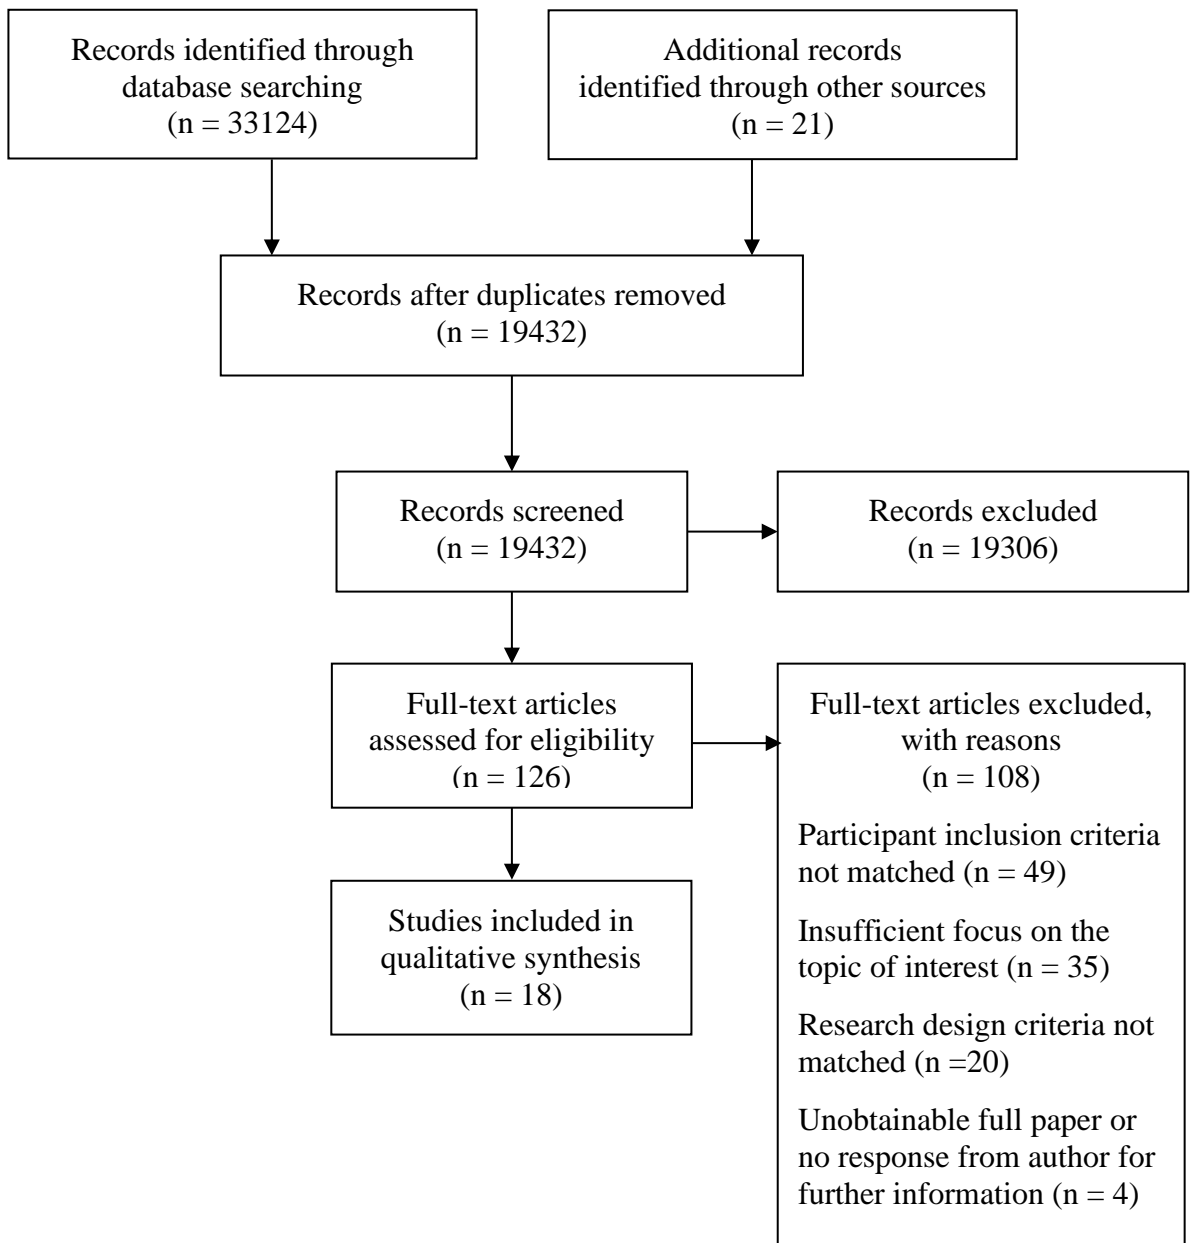 Records identified through
database searching
(n = 33124)
Additional records
identified through other sources
(n = 21)
Records after duplicates removed
(n = 19432)
Records screened
(n = 19432)
Records excluded
(n = 19306)
Full-text articles
assessed for eligibility
(n = 126)
Full-text articles excluded,
with reasons
(n = 108)
Participant inclusion criteria
not matched (n = 49)
Insufficient focus on the
topic of interest (n = 35)
Research design criteria not
matched (n =20)
Unobtainable full paper or
no response from author for
further information (n = 4)
Studies included in
qualitative synthesis
(n = 18)